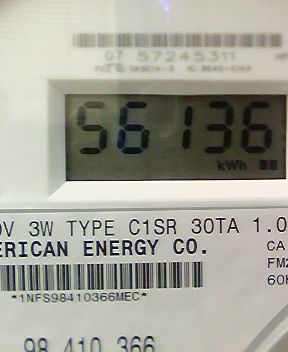 07 57245311
56136
kWh
0V 3W TYPE C1SR 30TA 1.0
ERICAN ENERGY CO.
CA
FM2
60H
*1NFS98410366MEC*
98 410 366